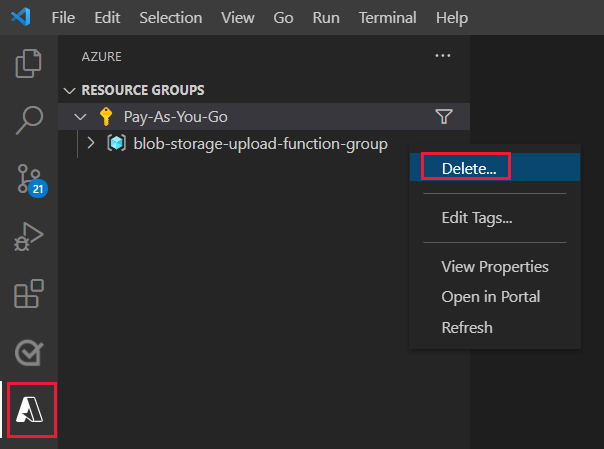 File Edit Selection View Go Run Terminal Help
AZURE ...
RESOURCE GROUPS
Pay-As-You-Go
blob-storage-upload-function-group
Delete...
21
Edit Tags...
View Properties
Open in Portal
Refresh